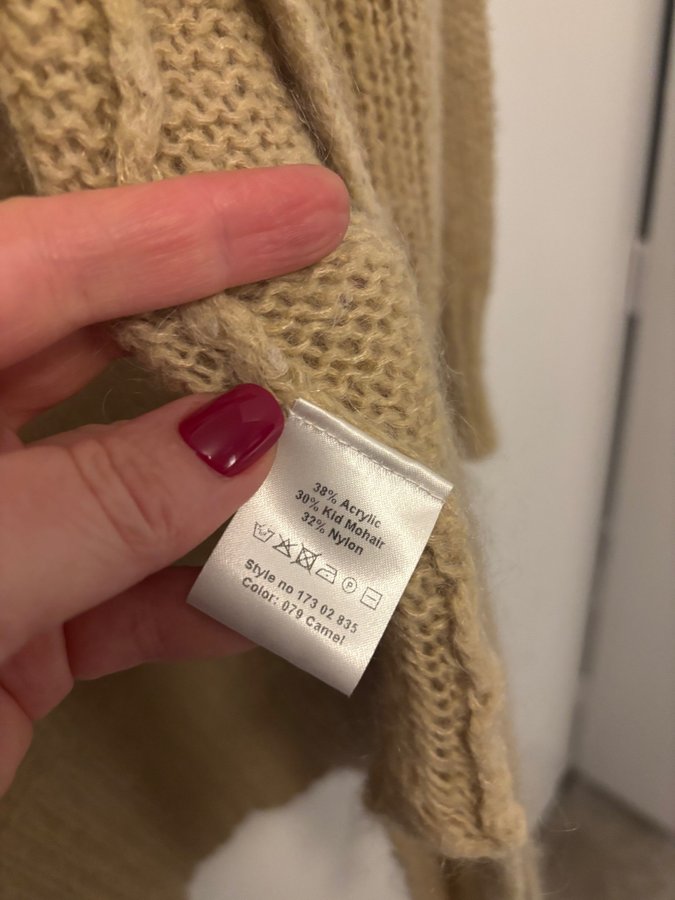 38% Acrylic
30% Kid Mohair
32% Nylon
P
Style no 173 02 835
Color: 079 Camel